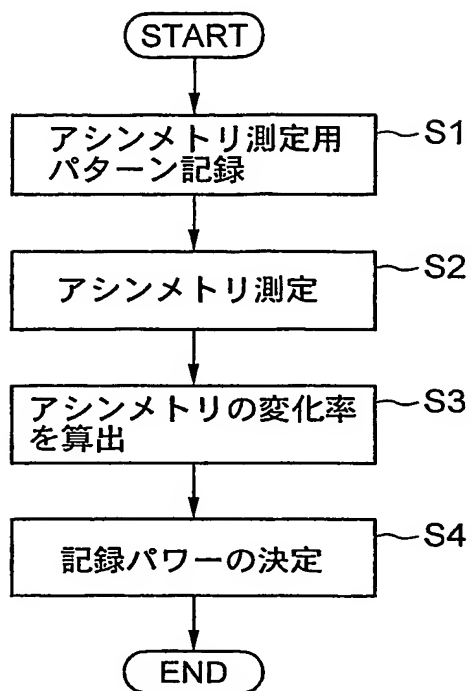 START
アシンメトリ測定用
パターン記録
S1
アシンメトリ測定
S2
アシンメトリの変化率
を算出
S3
記録パワーの決定
S4
END